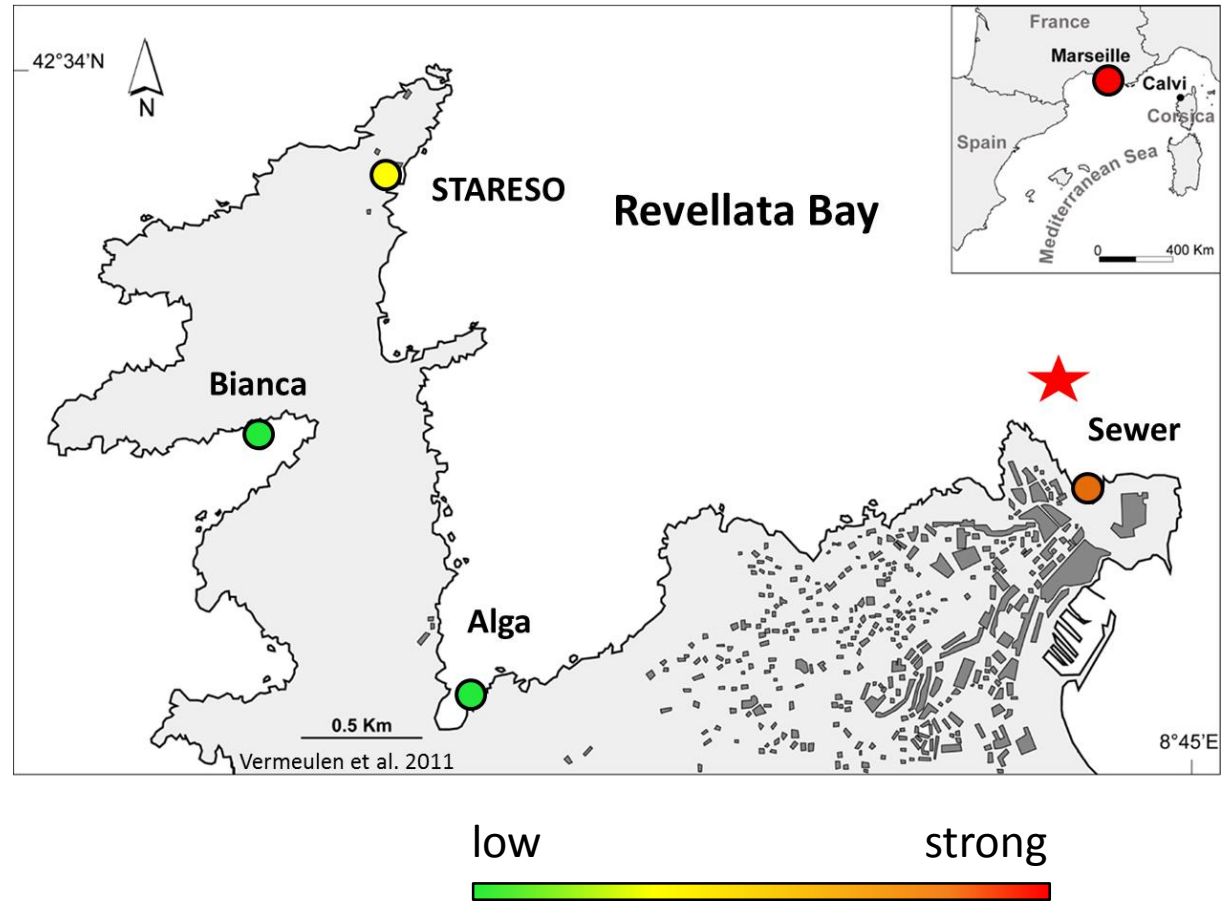 42°34'N
N
STARESO
Revellata Bay
France
Marseille
Calvi
Corsica
Spain
Mediterranean Sea
0 400 Km
Bianca
Sewer
Alga
0.5 Km
Vermeulen et al. 2011
8°45'E
low strong